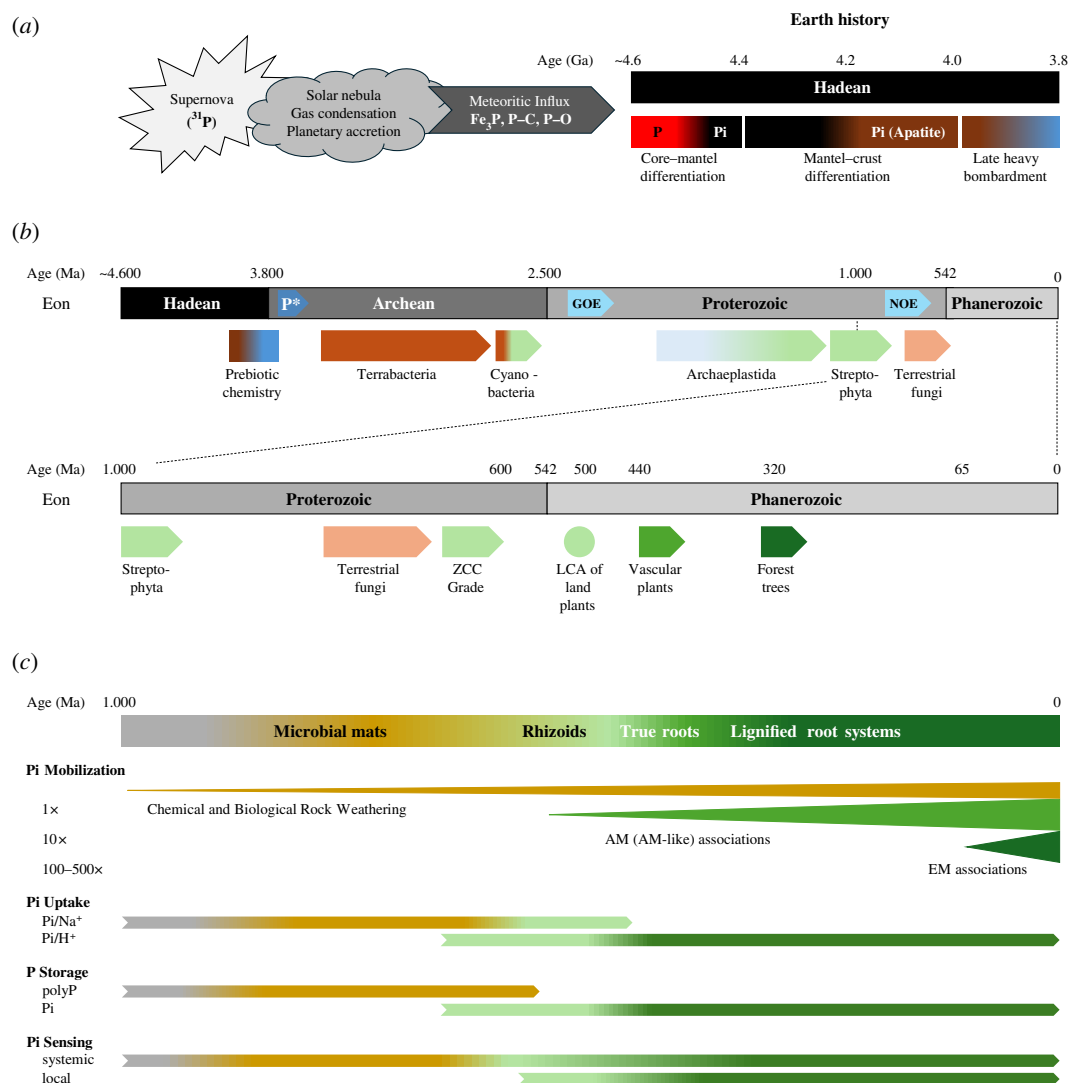 (a)
Earth history
Age (Ga) ~4.6 4.4 4.2 4.0 3.8
Supernova
(³¹P)
Solar nebula
Gas condensation
Planetary accretion
Meteoritic Influx
Fe₃P, P–C, P–O
Hadean
P Pi Pi (Apatite)
Core–mantel
differentiation
Mantel–crust
differentiation
Late heavy
bombardment
(b)
Age (Ma) ~4.600 3.800 2.500 1.000 542 0
Eon Hadean P* Archean GOE Proterozoic NOE Phanerozoic
Prebiotic
chemistry
Terrabacteria
Cyano -
bacteria
Archaeplastida
Strepto-
phyta
Terrestrial
fungi
Age (Ma) 1.000 600 542 500 440 320 65 0
Eon Proterozoic Phanerozoic
Strepto-
phyta
Terrestrial
fungi
ZCC
Grade
LCA of
land
plants
Vascular
plants
Forest
trees
(c)
Age (Ma) 1.000 0
Microbial mats Rhizoids True roots Lignified root systems
Pi Mobilization
1× Chemical and Biological Rock Weathering
10× AM (AM-like) associations
100–500× EM associations
Pi Uptake
Pi/Na⁺
Pi/H⁺
P Storage
polyP
Pi
Pi Sensing
systemic
local